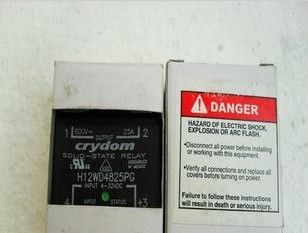 1 600V~ 25A 2
OUTPUT
crydom
SOLID-STATE RELAY
H12WD4825PG
INPUT 4-32VDC
4 INPUT STATUS +3
DANGER
HAZARD OF ELECTRIC SHOCK,
EXPLOSION OR ARC FLASH.
•Disconnect all power before installing
or working with this equipment.
•Verify all connections and replace all
covers before turning on power.
Failure to follow these instructions
will result in death or serious injury.